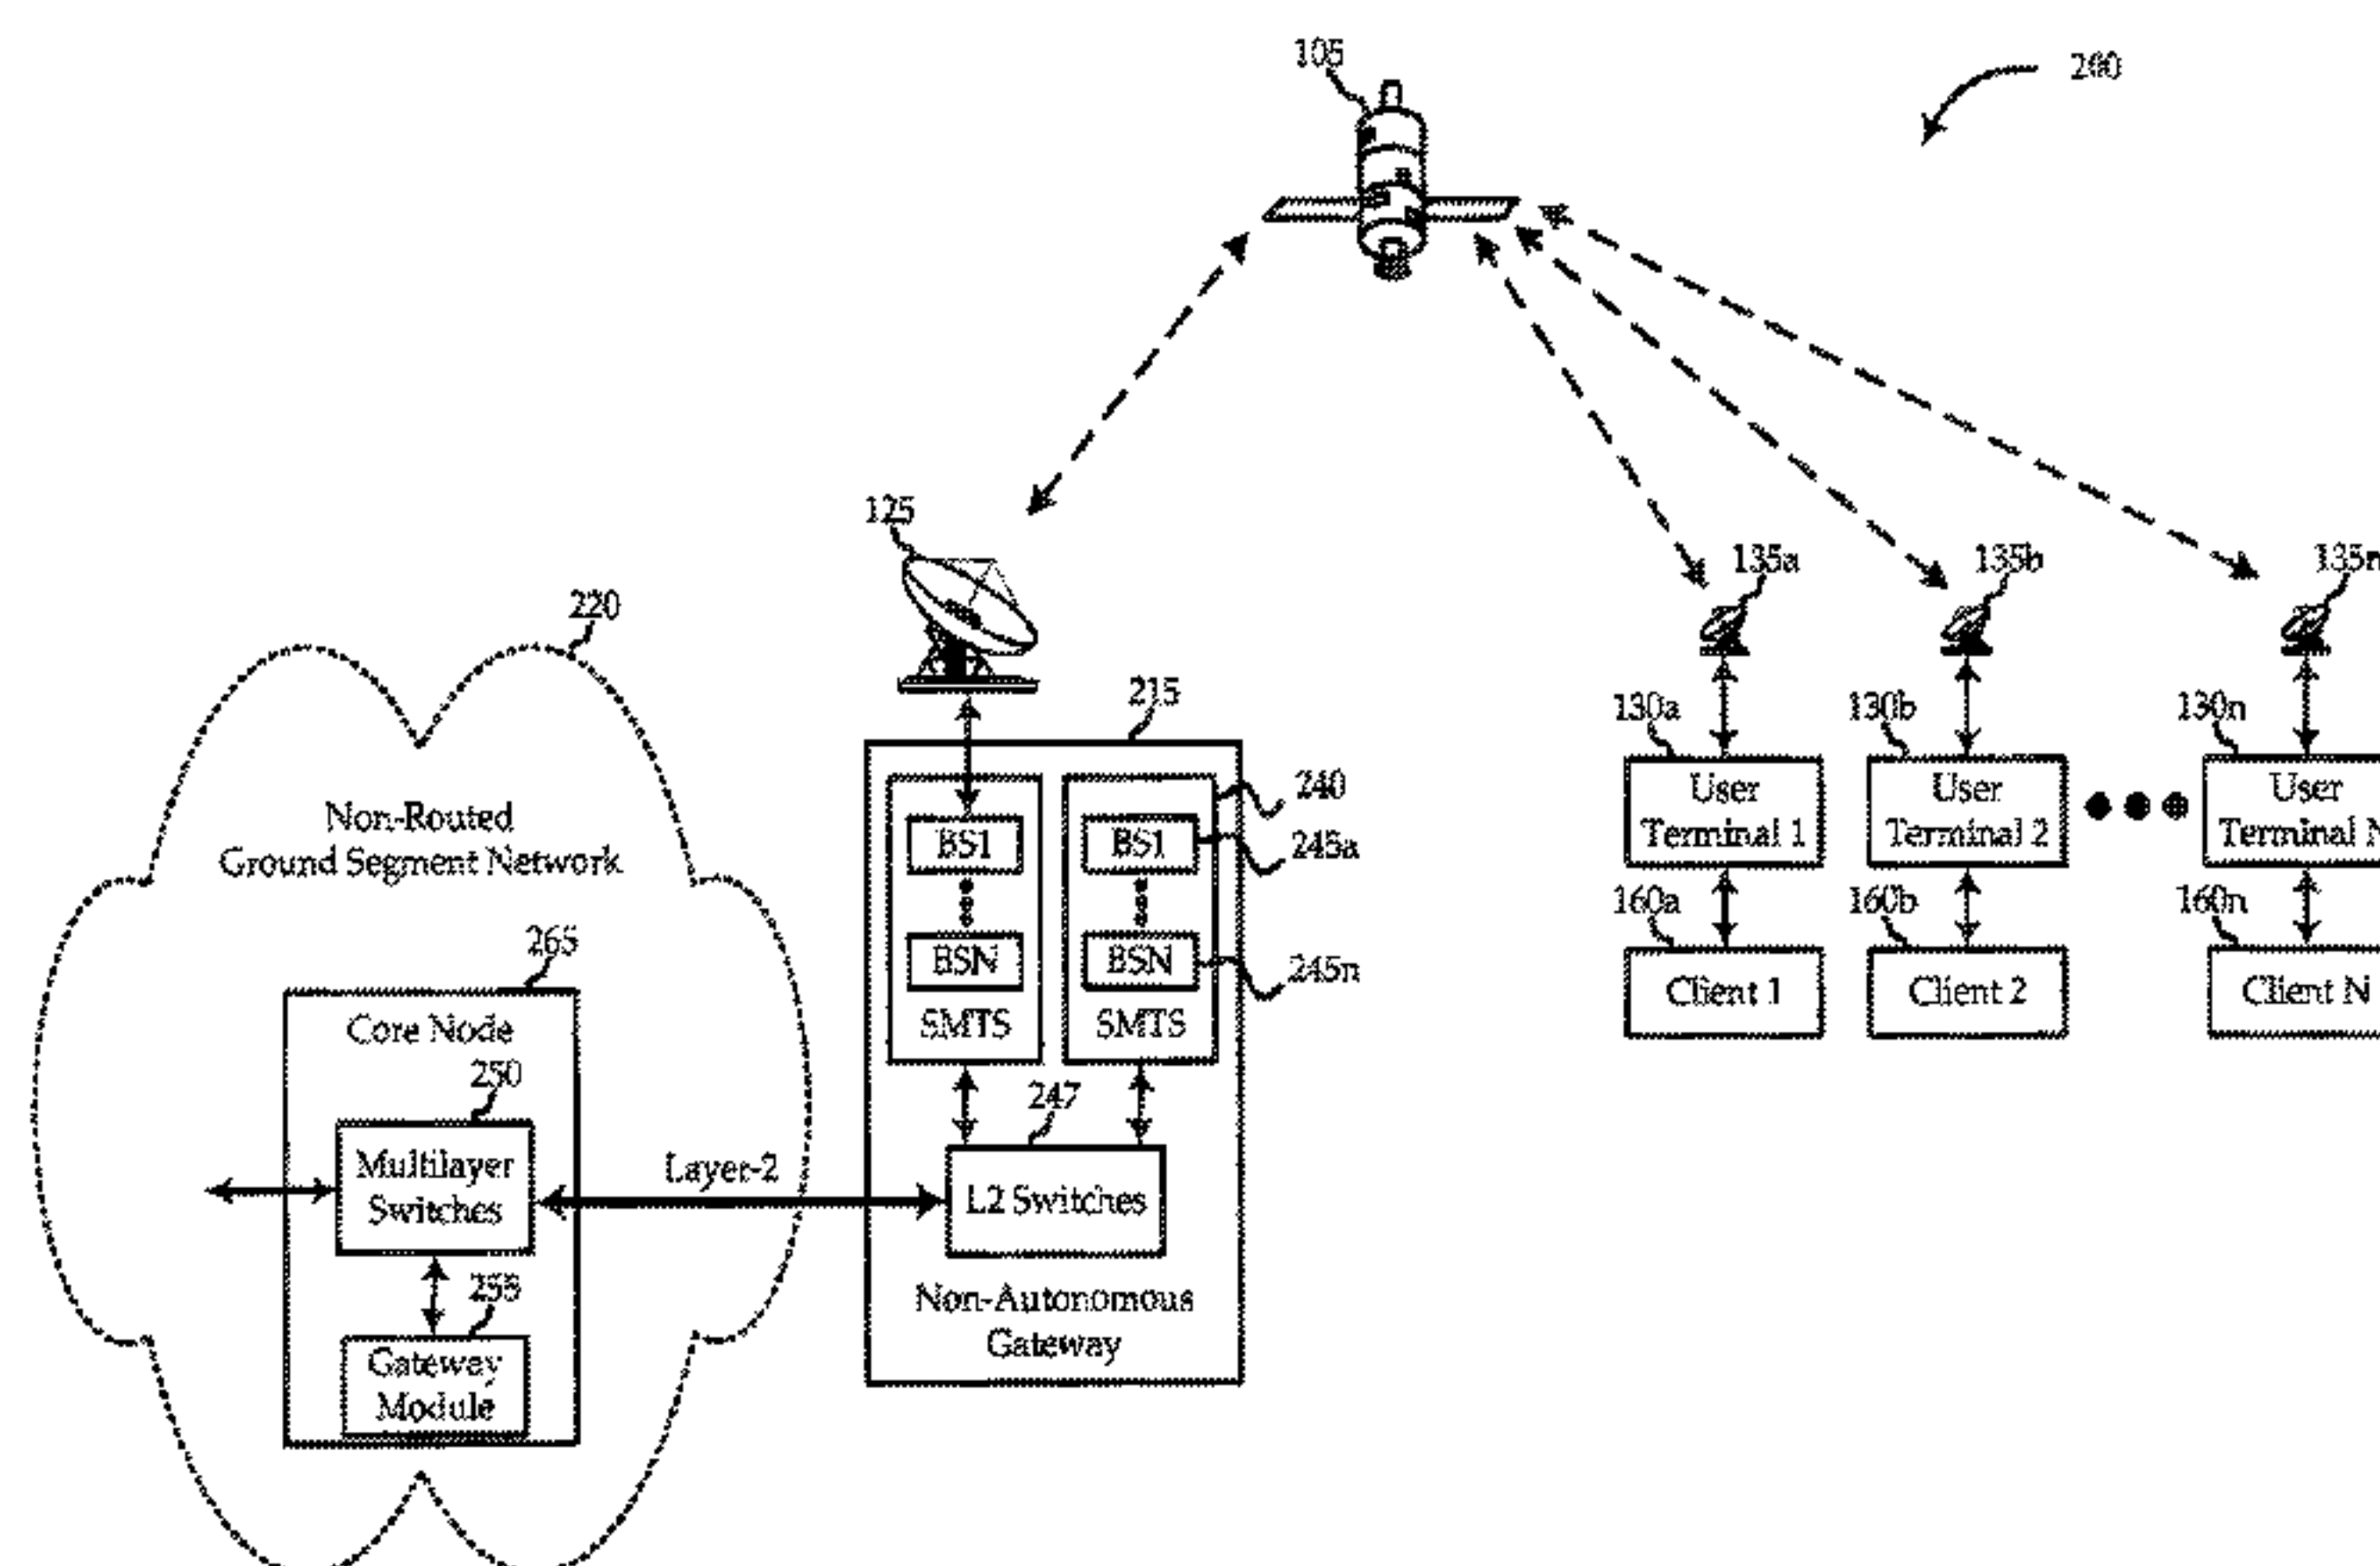 105
200
125
135a
135b
135n
220
215
130a
130b
130n
User
Terminal 1
User
Terminal 2
User
Terminal N
240
BS1
BS1
245a
Non-Routed
Ground Segment Network
160a
160b
160n
265
BSN
BSN
245n
Client 1
Client 2
Client N
Core Node
SMTS
SMTS
250
247
Multilayer
Switches
Layer-2
L2 Switches
255
Gateway
Module
Non-Autonomous
Gateway